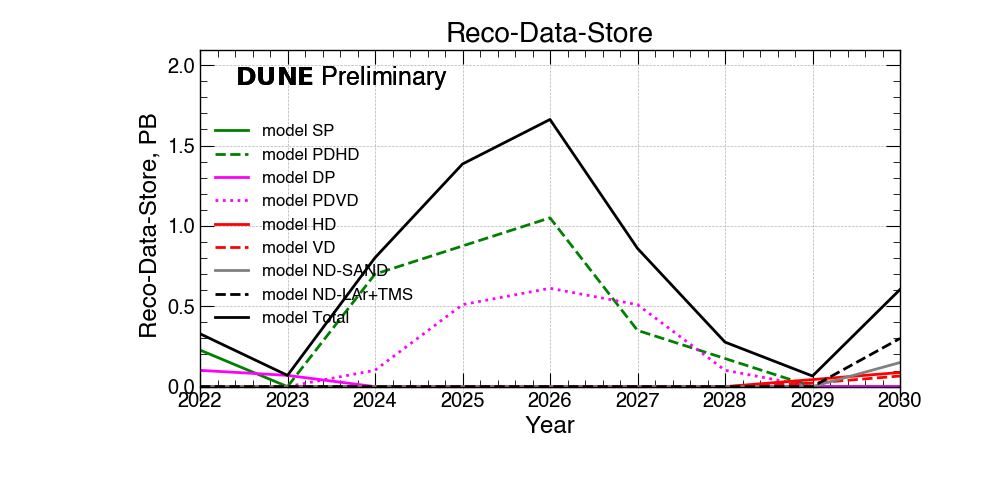 Reco-Data-Store
DUNE Preliminary
Reco-Data-Store, PB
2.0
1.5
1.0
0.5
0.0
model SP
model PDHD
model DP
model PDVD
model HD
model VD
model ND-SAND
model ND-LAr+TMS
model Total
2022 2023 2024 2025 2026 2027 2028 2029 2030
Year